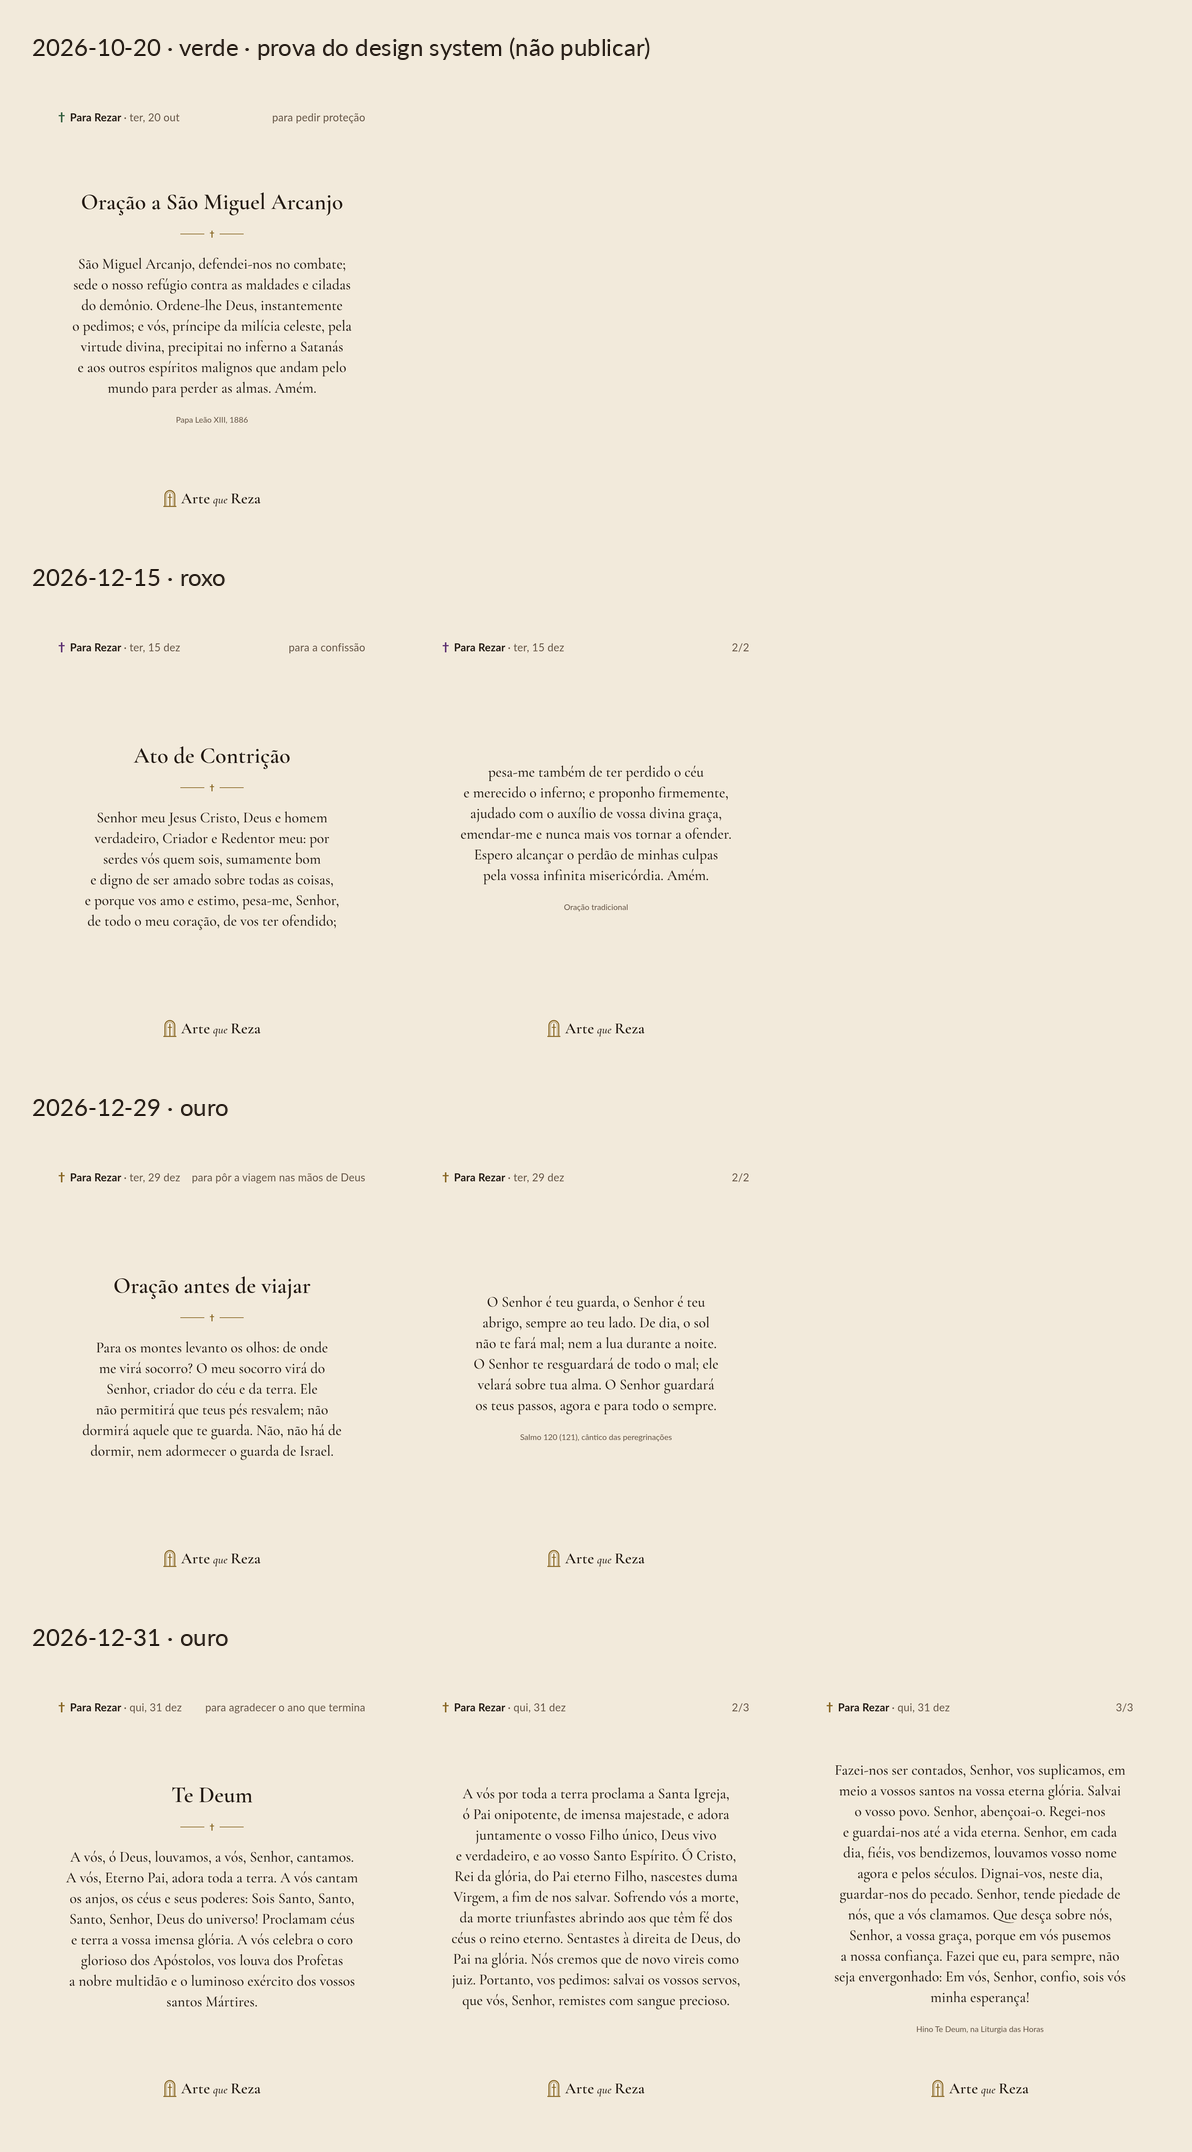 2026-10-20 · verde · prova do design system (não publicar)
† Para Rezar · ter, 20 out
para pedir proteção
Oração a São Miguel Arcanjo
São Miguel Arcanjo, defendei-nos no combate;
sede o nosso refúgio contra as maldades e ciladas
do demônio. Ordene-lhe Deus, instantemente
o pedimos; e vós, príncipe da milícia celeste, pela
virtude divina, precipitai no inferno a Satanás
e aos outros espíritos malignos que andam pelo
mundo para perder as almas. Amém.
Papa Leão XIII, 1886
Arte que Reza
2026-12-15 · roxo
† Para Rezar · ter, 15 dez
para a confissão
Ato de Contrição
Senhor meu Jesus Cristo, Deus e homem
verdadeiro, Criador e Redentor meu: por
serdes vós quem sois, sumamente bom
e digno de ser amado sobre todas as coisas,
e porque vos amo e estimo, pesa-me, Senhor,
de todo o meu coração, de vos ter ofendido;
Arte que Reza
† Para Rezar · ter, 15 dez
2/2
pesa-me também de ter perdido o céu
e merecido o inferno; e proponho firmemente,
ajudado com o auxílio de vossa divina graça,
emendar-me e nunca mais vos tornar a ofender.
Espero alcançar o perdão de minhas culpas
pela vossa infinita misericórdia. Amém.
Oração tradicional
Arte que Reza
2026-12-29 · ouro
† Para Rezar · ter, 29 dez
para pôr a viagem nas mãos de Deus
Oração antes de viajar
Para os montes levanto os olhos: de onde
me virá socorro? O meu socorro virá do
Senhor, criador do céu e da terra. Ele
não permitirá que teus pés resvalem; não
dormirá aquele que te guarda. Não, não há de
dormir, nem adormecer o guarda de Israel.
Arte que Reza
† Para Rezar · ter, 29 dez
2/2
O Senhor é teu guarda, o Senhor é teu
abrigo, sempre ao teu lado. De dia, o sol
não te fará mal; nem a lua durante a noite.
O Senhor te resguardará de todo o mal; ele
velará sobre tua alma. O Senhor guardará
os teus passos, agora e para todo o sempre.
Salmo 120 (121), cântico das peregrinações
Arte que Reza
2026-12-31 · ouro
† Para Rezar · qui, 31 dez
para agradecer o ano que termina
Te Deum
A vós, ó Deus, louvamos, a vós, Senhor, cantamos.
A vós, Eterno Pai, adora toda a terra. A vós cantam
os anjos, os céus e seus poderes: Sois Santo, Santo,
Santo, Senhor, Deus do universo! Proclamam céus
e terra a vossa imensa glória. A vós celebra o coro
glorioso dos Apóstolos, vos louva dos Profetas
a nobre multidão e o luminoso exército dos vossos
santos Mártires.
Arte que Reza
† Para Rezar · qui, 31 dez
2/3
A vós por toda a terra proclama a Santa Igreja,
ó Pai onipotente, de imensa majestade, e adora
juntamente o vosso Filho único, Deus vivo
e verdadeiro, e ao vosso Santo Espírito. Ó Cristo,
Rei da glória, do Pai eterno Filho, nascestes duma
Virgem, a fim de nos salvar. Sofrendo vós a morte,
da morte triunfastes abrindo aos que têm fé dos
céus o reino eterno. Sentastes à direita de Deus, do
Pai na glória. Nós cremos que de novo vireis como
juiz. Portanto, vos pedimos: salvai os vossos servos,
que vós, Senhor, remistes com sangue precioso.
Arte que Reza
† Para Rezar · qui, 31 dez
3/3
Fazei-nos ser contados, Senhor, vos suplicamos, em
meio a vossos santos na vossa eterna glória. Salvai
o vosso povo. Senhor, abençoai-o. Regei-nos
e guardai-nos até a vida eterna. Senhor, em cada
dia, fiéis, vos bendizemos, louvamos vosso nome
agora e pelos séculos. Dignai-vos, neste dia,
guardar-nos do pecado. Senhor, tende piedade de
nós, que a vós clamamos. Que desça sobre nós,
Senhor, a vossa graça, porque em vós pusemos
a nossa confiança. Fazei que eu, para sempre, não
seja envergonhado: Em vós, Senhor, confio, sois vós
minha esperança!
Hino Te Deum, na Liturgia das Horas
Arte que Reza